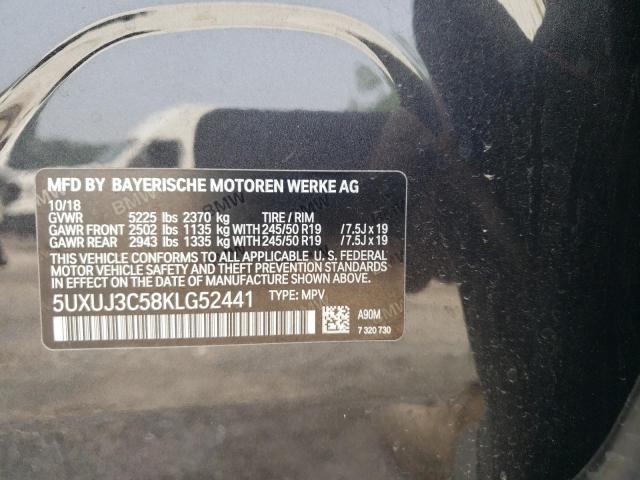 MFD BY BAYERISCHE MOTOREN WERKE AG
10/18
GVWR 5225 lbs 2370 kg TIRE / RIM
GAWR FRONT 2502 lbs 1135 kg WITH 245/50 R19 /7.5J x 19
GAWR REAR 2943 lbs 1335 kg WITH 245/50 R19 /7.5J x 19
THIS VEHICLE CONFORMS TO ALL APPLICABLE U. S. FEDERAL
MOTOR VEHICLE SAFETY, BUMPER, AND THEFT PREVENTION
STANDARDS IN EFFECT ON THE DATE OF MANUFACTURE SHOWN ABOVE.
5UXUJ3C58KLG52441 TYPE: MPV
A90M
7 320 730